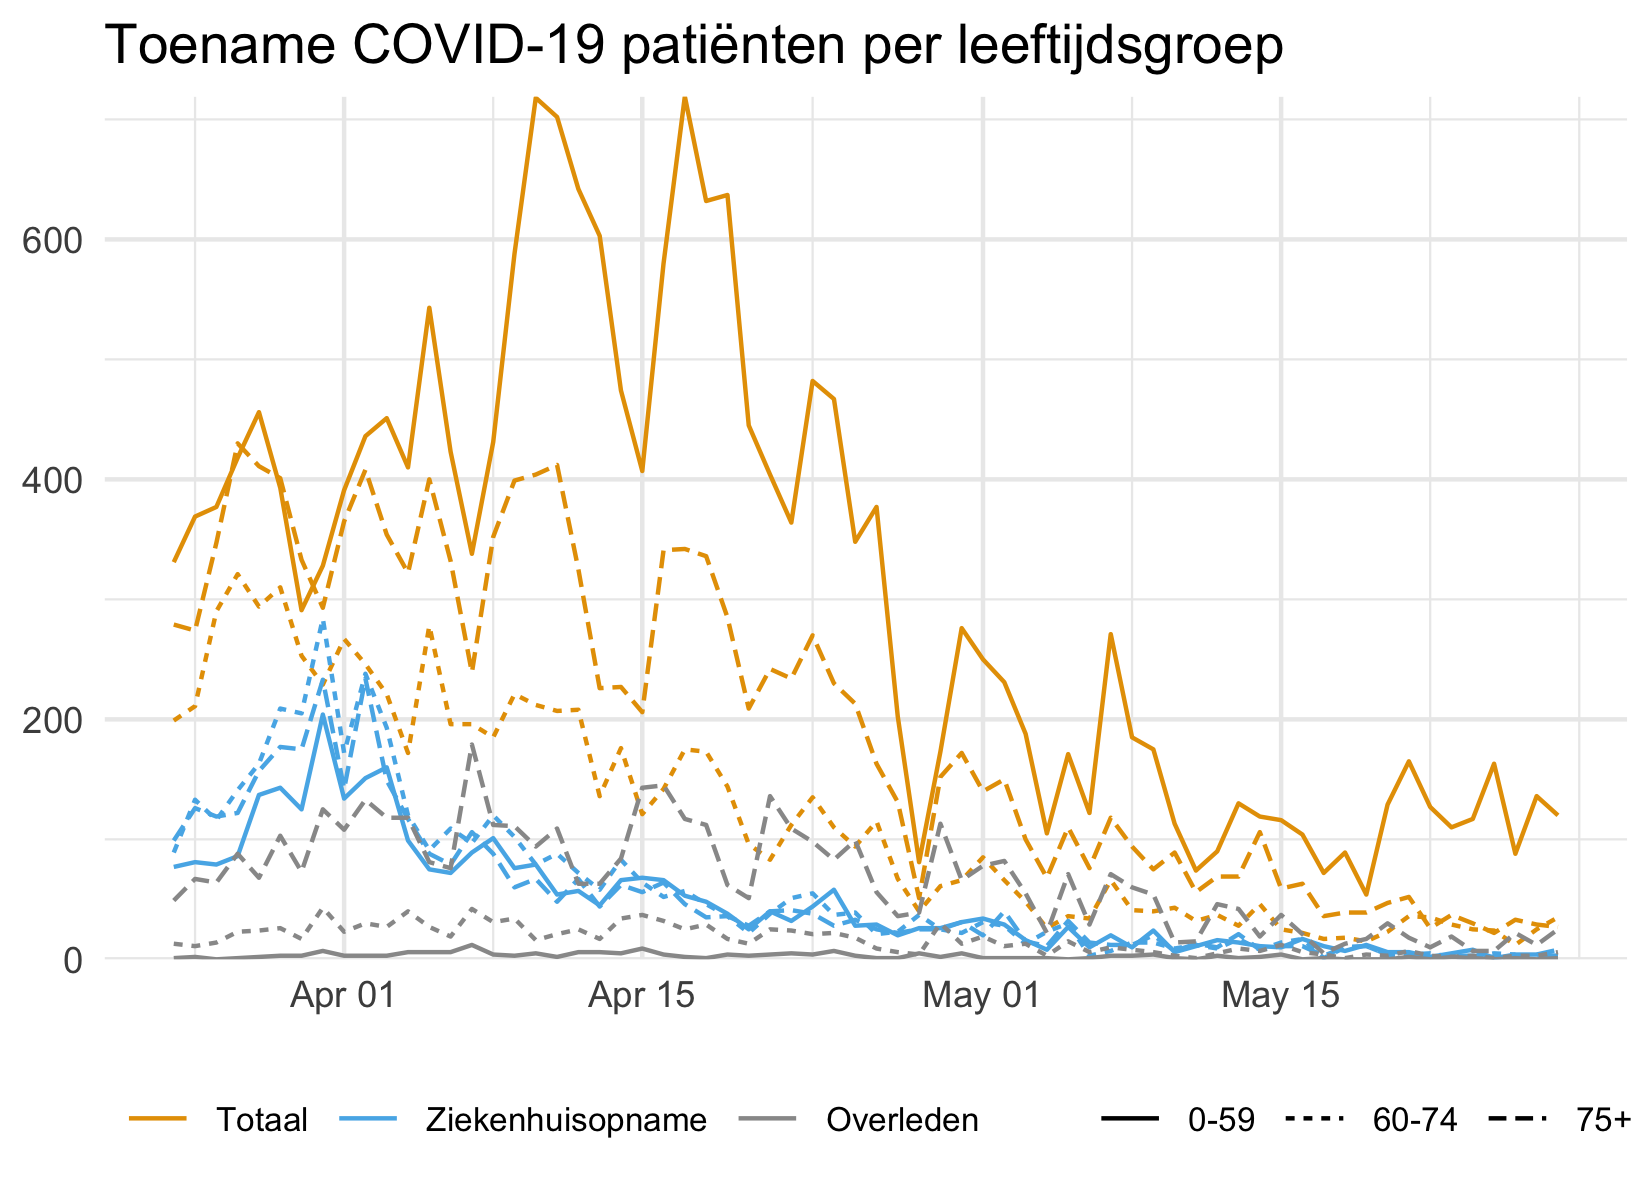 Toename COVID-19 patiënten per leeftijdsgroep
600
400
200
0
Apr 01 Apr 15 May 01 May 15
Totaal Ziekenhuisopname Overleden 0-59 60-74 75+